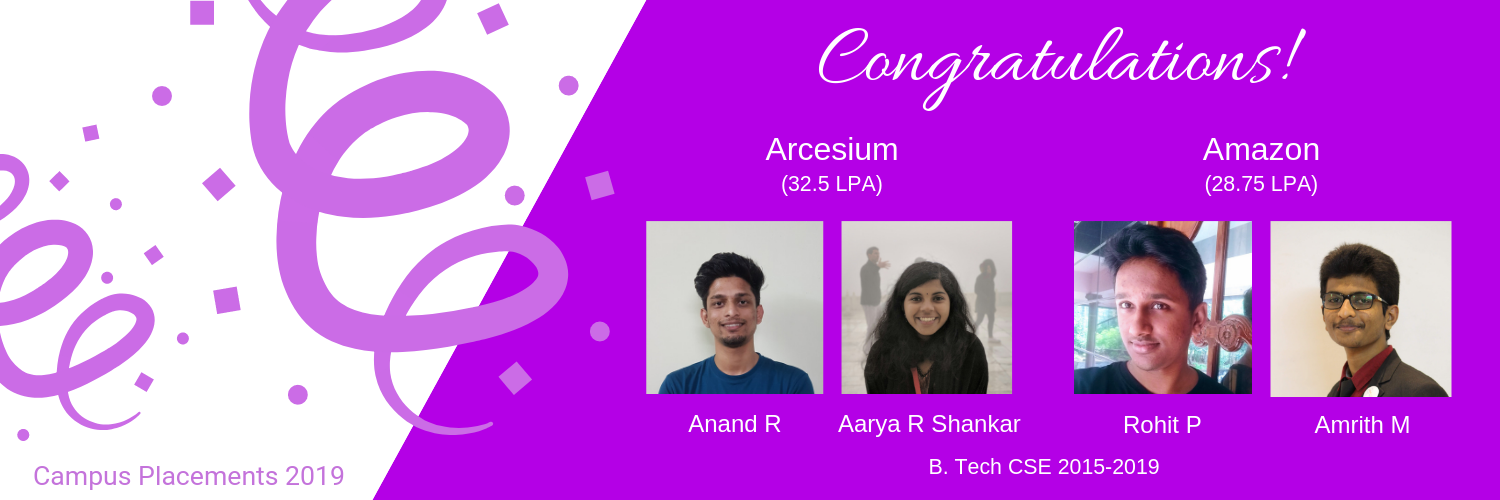 Congratulations!
Arcesium
(32.5 LPA)
Amazon
(28.75 LPA)
Anand R
Aarya R Shankar
Rohit P
Amrith M
B. Tech CSE 2015-2019
Campus Placements 2019